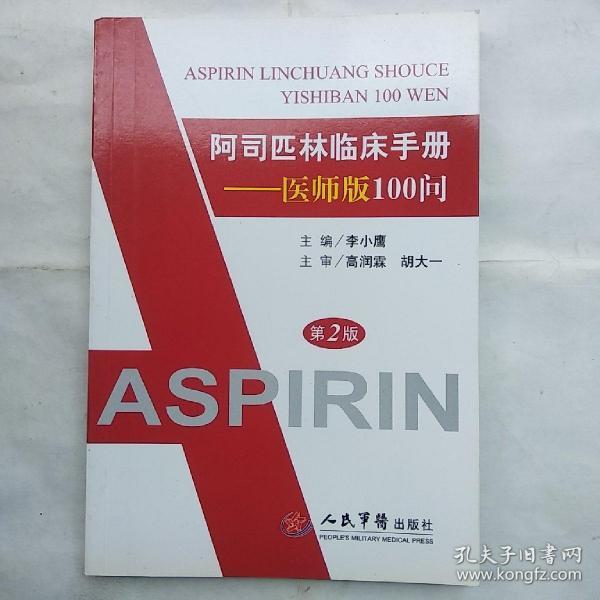 ASPIRIN LINCHUANG SHOUCE
YISHIBAN 100 WEN
阿司匹林临床手册
——医师版100问
主 编／李小鹰
主 审／高润霖 胡大一
第2版
ASPIRIN
人民军医出版社
PEOPLE'S MILITARY MEDICAL PRESS
孔夫子旧书网
www.kongfz.com